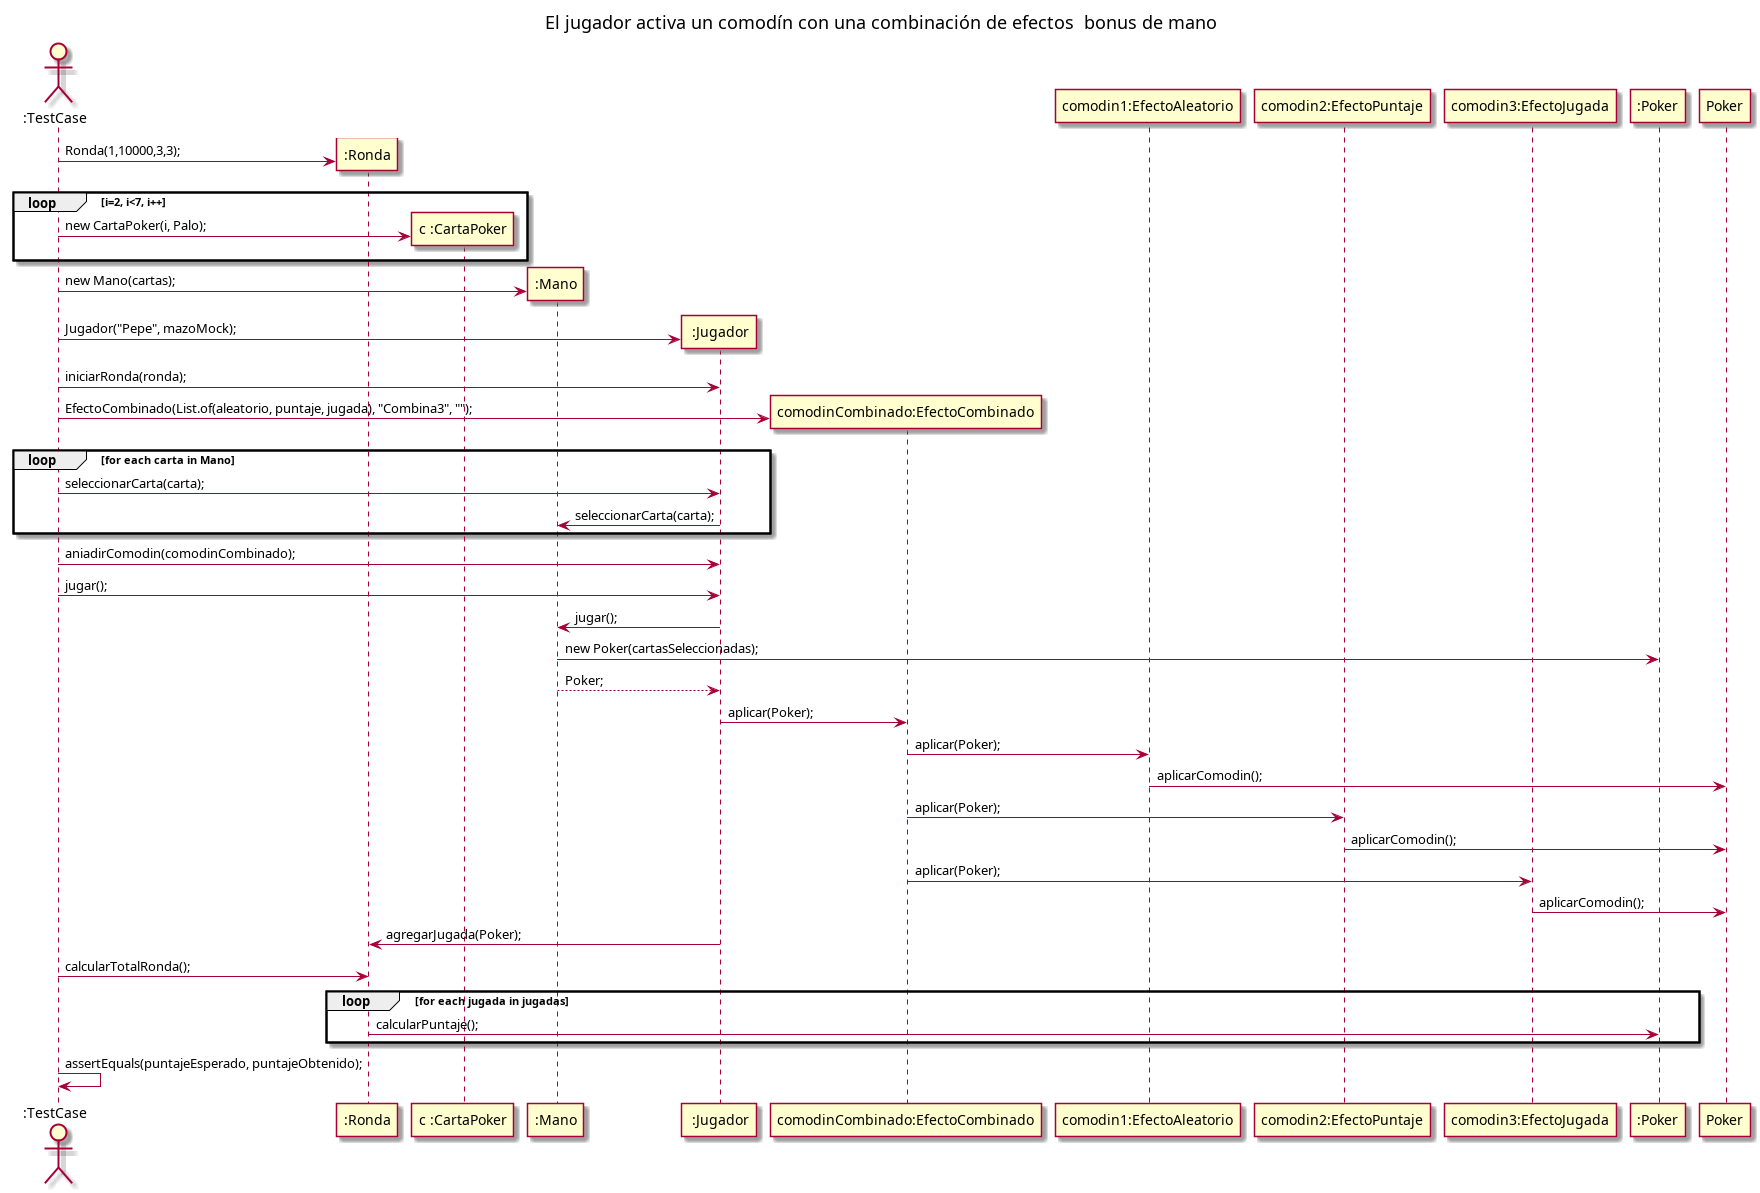 El jugador activa un comodín con una combinación de efectos  bonus de mano
:TestCase
comodin1:EfectoAleatorio
comodin2:EfectoPuntaje
comodin3:EfectoJugada
:Poker
Poker
Ronda(1,10000,3,3);
:Ronda
loop
[i=2, i<7, i++]
new CartaPoker(i, Palo);
c :CartaPoker
new Mano(cartas);
:Mano
Jugador("Pepe", mazoMock);
:Jugador
iniciarRonda(ronda);
EfectoCombinado(List.of(aleatorio, puntaje, jugada), "Combina3", "");
comodinCombinado:EfectoCombinado
loop
[for each carta in Mano]
seleccionarCarta(carta);
seleccionarCarta(carta);
aniadirComodin(comodinCombinado);
jugar();
jugar();
new Poker(cartasSeleccionadas);
Poker;
aplicar(Poker);
aplicar(Poker);
aplicarComodin();
aplicar(Poker);
aplicarComodin();
aplicar(Poker);
aplicarComodin();
agregarJugada(Poker);
calcularTotalRonda();
loop
[for each jugada in jugadas]
calcularPuntaje();
assertEquals(puntajeEsperado, puntajeObtenido);
:TestCase
:Ronda
c :CartaPoker
:Mano
:Jugador
comodinCombinado:EfectoCombinado
comodin1:EfectoAleatorio
comodin2:EfectoPuntaje
comodin3:EfectoJugada
:Poker
Poker